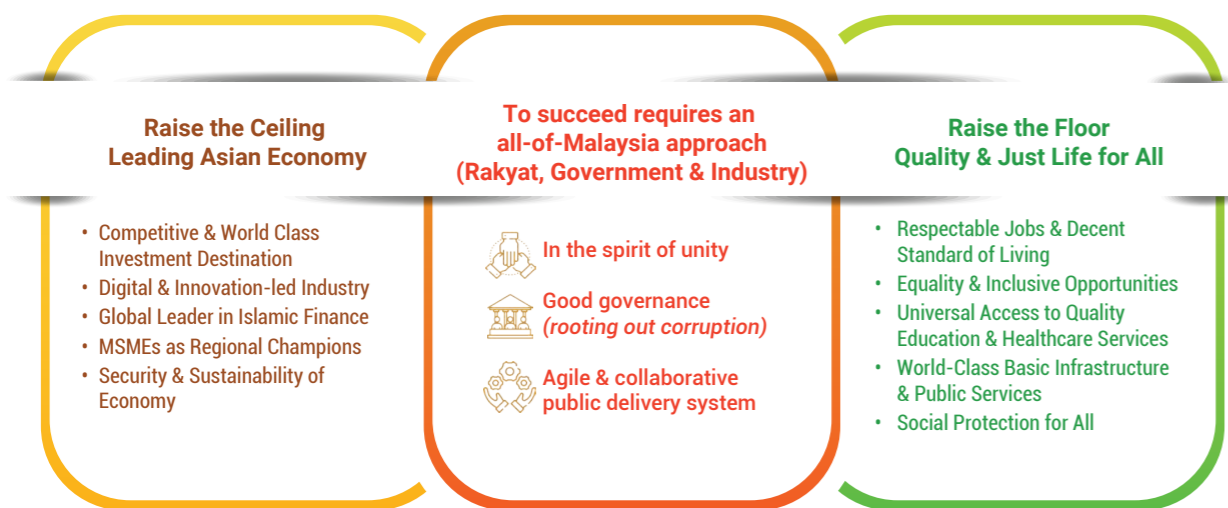 Raise the Ceiling
Leading Asian Economy
• Competitive & World Class
Investment Destination
• Digital & Innovation-led Industry
• Global Leader in Islamic Finance
• MSMEs as Regional Champions
• Security & Sustainability of
Economy
To succeed requires an
all-of-Malaysia approach
(Rakyat, Government & Industry)
In the spirit of unity
Good governance
(rooting out corruption)
Agile & collaborative
public delivery system
Raise the Floor
Quality & Just Life for All
• Respectable Jobs & Decent
Standard of Living
• Equality & Inclusive Opportunities
• Universal Access to Quality
Education & Healthcare Services
• World-Class Basic Infrastructure
& Public Services
• Social Protection for All